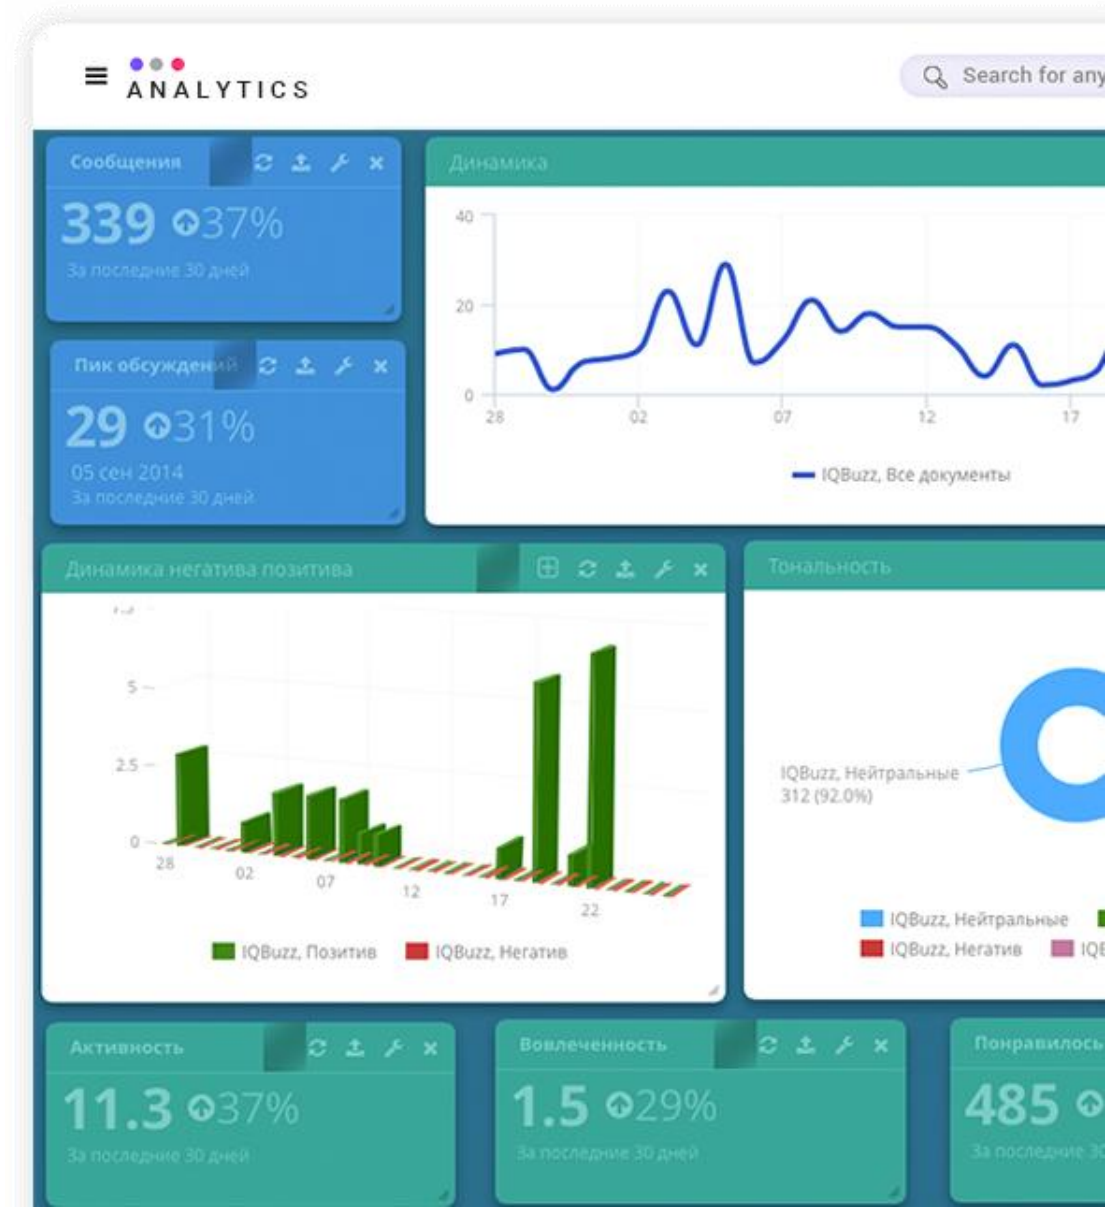 ANALYTICS
Search for any
Сообщения
339 37%
За последние 30 дней
Пик обсуждений
29 31%
05 сен 2014
За последние 30 дней
Динамика
40
20
0
28 02 07 12 17
IQBuzz, Все документы
Динамика негатива позитива
5
2.5
0
28 02 07 12 17 22
IQBuzz, Позитив IQBuzz, Негатив
Тональность
IQBuzz, Нейтральные
312 (92.0%)
IQBuzz, Нейтральные
IQBuzz, Негатив IQB
Активность
11.3 37%
За последние 30 дней
Вовлеченность
1.5 29%
За последние 30 дней
Понравилось
485
За последние 30